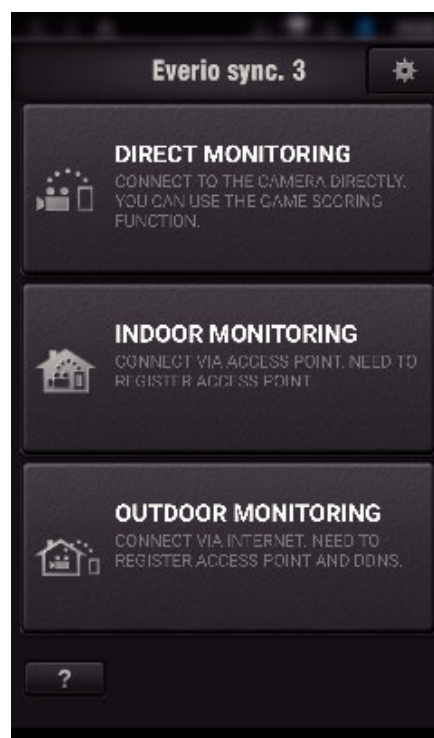 Everio sync. 3
DIRECT MONITORING
CONNECT TO THE CAMERA DIRECTLY.
YOU CAN USE THE GAME SCORING
FUNCTION.
INDOOR MONITORING
CONNECT VIA ACCESS POINT. NEED TO
REGISTER ACCESS POINT.
OUTDOOR MONITORING
CONNECT VIA INTERNET. NEED TO
REGISTER ACCESS POINT AND DDNS.
?